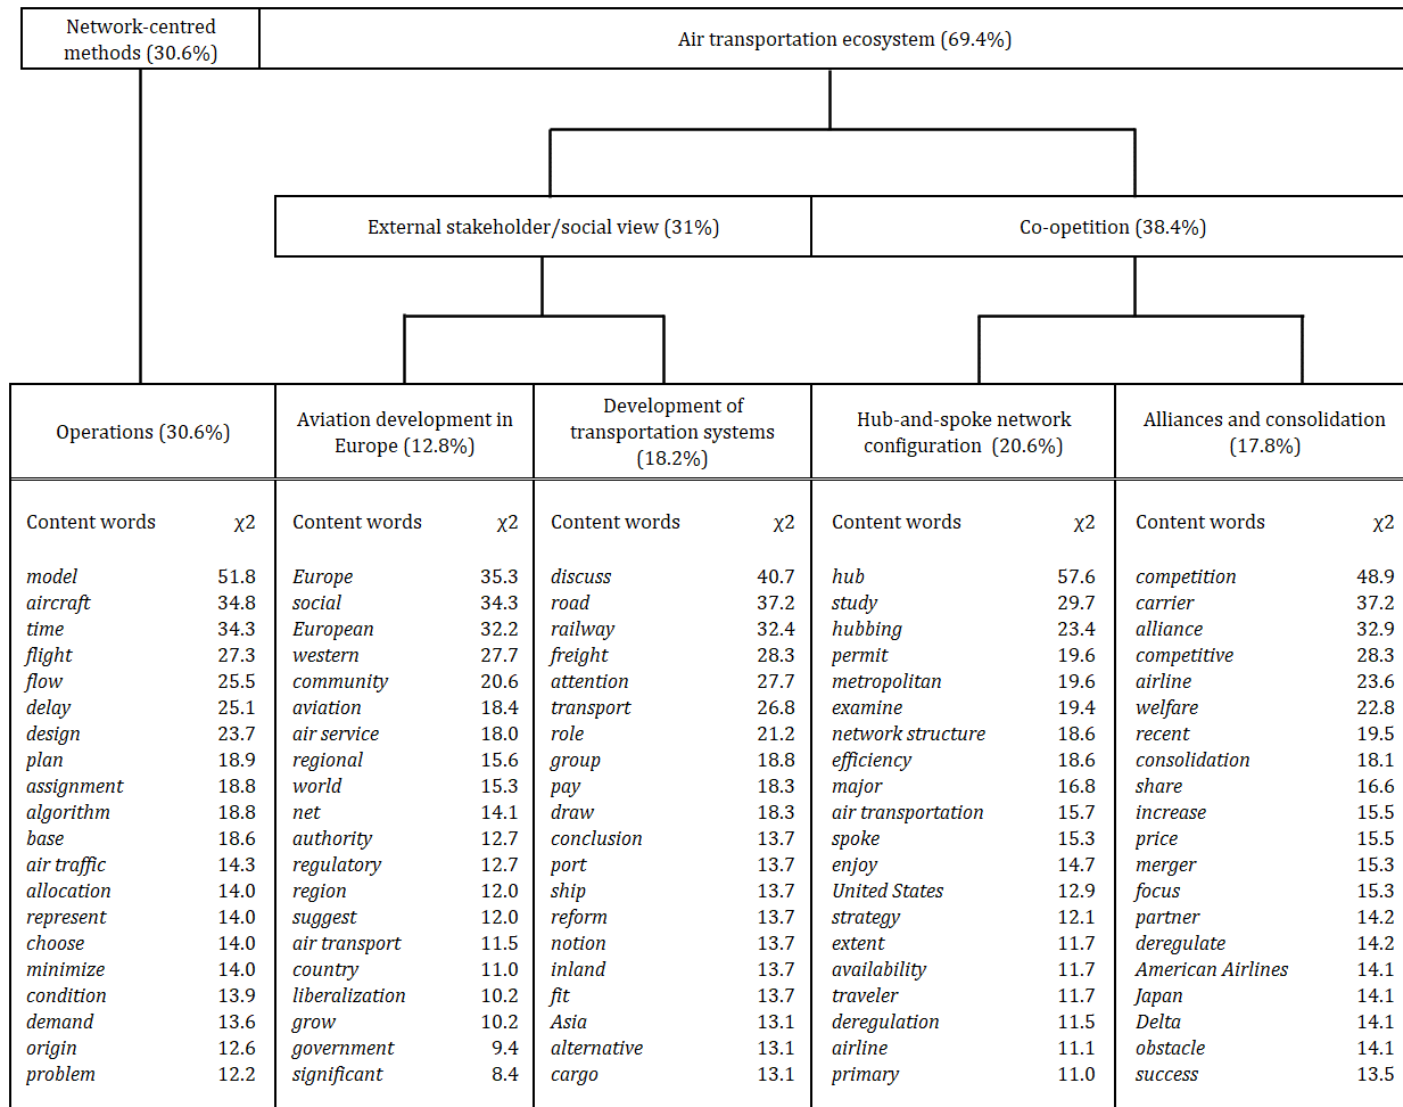 Network-centred
methods (30.6%)
Air transportation ecosystem (69.4%)
External stakeholder/social view (31%)
Co-opetition (38.4%)
Operations (30.6%)
Aviation development in
Europe (12.8%)
Development of
transportation systems
(18.2%)
Hub-and-spoke network
configuration (20.6%)
Alliances and consolidation
(17.8%)
Content words χ2
model 51.8
aircraft 34.8
time 34.3
flight 27.3
flow 25.5
delay 25.1
design 23.7
plan 18.9
assignment 18.8
algorithm 18.8
base 18.6
air traffic 14.3
allocation 14.0
represent 14.0
choose 14.0
minimize 14.0
condition 13.9
demand 13.6
origin 12.6
problem 12.2
Content words χ2
Europe 35.3
social 34.3
European 32.2
western 27.7
community 20.6
aviation 18.4
air service 18.0
regional 15.6
world 15.3
net 14.1
authority 12.7
regulatory 12.7
region 12.0
suggest 12.0
air transport 11.5
country 11.0
liberalization 10.2
grow 10.2
government 9.4
significant 8.4
Content words χ2
discuss 40.7
road 37.2
railway 32.4
freight 28.3
attention 27.7
transport 26.8
role 21.2
group 18.8
pay 18.3
draw 18.3
conclusion 13.7
port 13.7
ship 13.7
reform 13.7
notion 13.7
inland 13.7
fit 13.7
Asia 13.1
alternative 13.1
cargo 13.1
Content words χ2
hub 57.6
study 29.7
hubbing 23.4
permit 19.6
metropolitan 19.6
examine 19.4
network structure 18.6
efficiency 18.6
major 16.8
air transportation 15.7
spoke 15.3
enjoy 14.7
United States 12.9
strategy 12.1
extent 11.7
availability 11.7
traveler 11.7
deregulation 11.5
airline 11.1
primary 11.0
Content words χ2
competition 48.9
carrier 37.2
alliance 32.9
competitive 28.3
airline 23.6
welfare 22.8
recent 19.5
consolidation 18.1
share 16.6
increase 15.5
price 15.5
merger 15.3
focus 15.3
partner 14.2
deregulate 14.2
American Airlines 14.1
Japan 14.1
Delta 14.1
obstacle 14.1
success 13.5